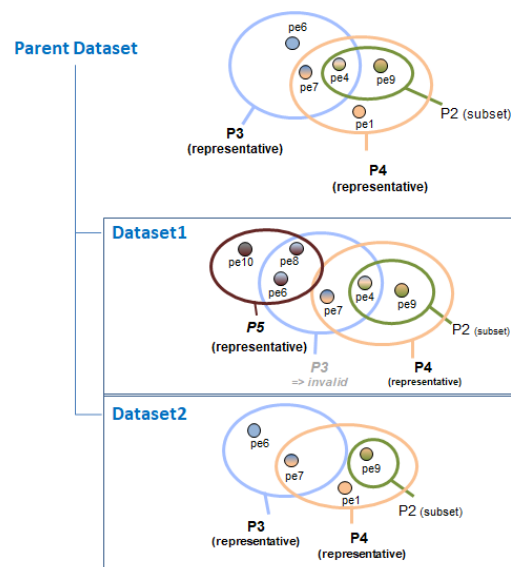 Parent Dataset
pe6
pe7
pe4
pe9
pe1
P2 (subset)
P3
(representative)
P4
(representative)
Dataset1
pe10
pe8
pe6
pe7
pe4
pe9
P5
(representative)
P2 (subset)
P3
=> invalid
P4
(representative)
Dataset2
pe6
pe7
pe9
pe1
P2 (subset)
P3
(representative)
P4
(representative)